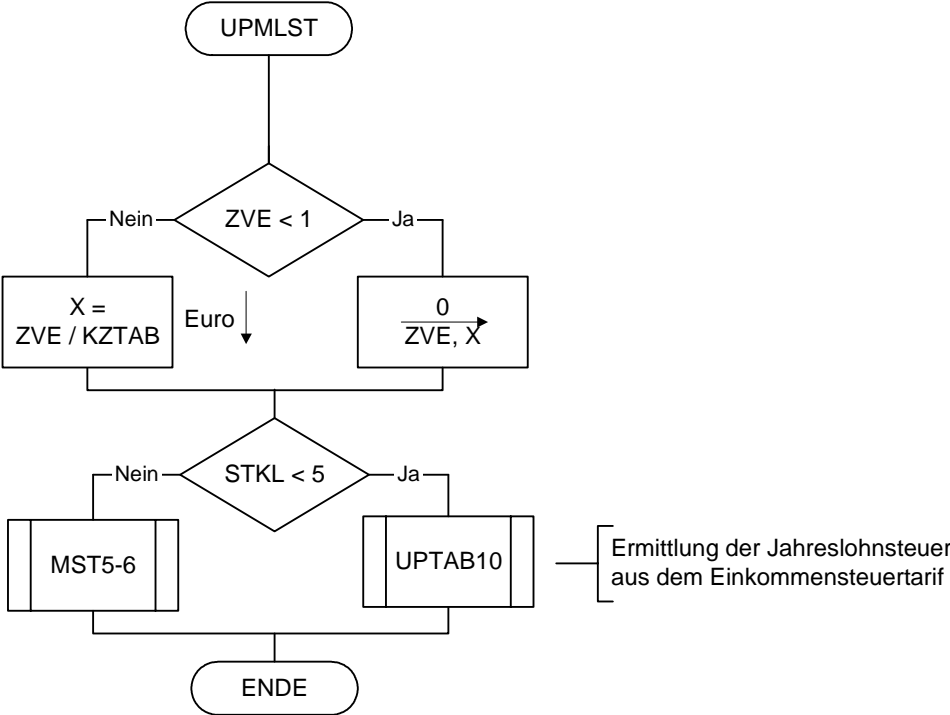 UPMLST
ZVE < 1
Nein
Ja
X =
ZVE / KZTAB
Euro
0
ZVE, X
STKL < 5
Nein
Ja
MST5-6
UPTAB10
Ermittlung der Jahreslohnsteuer
aus dem Einkommensteuertarif
ENDE